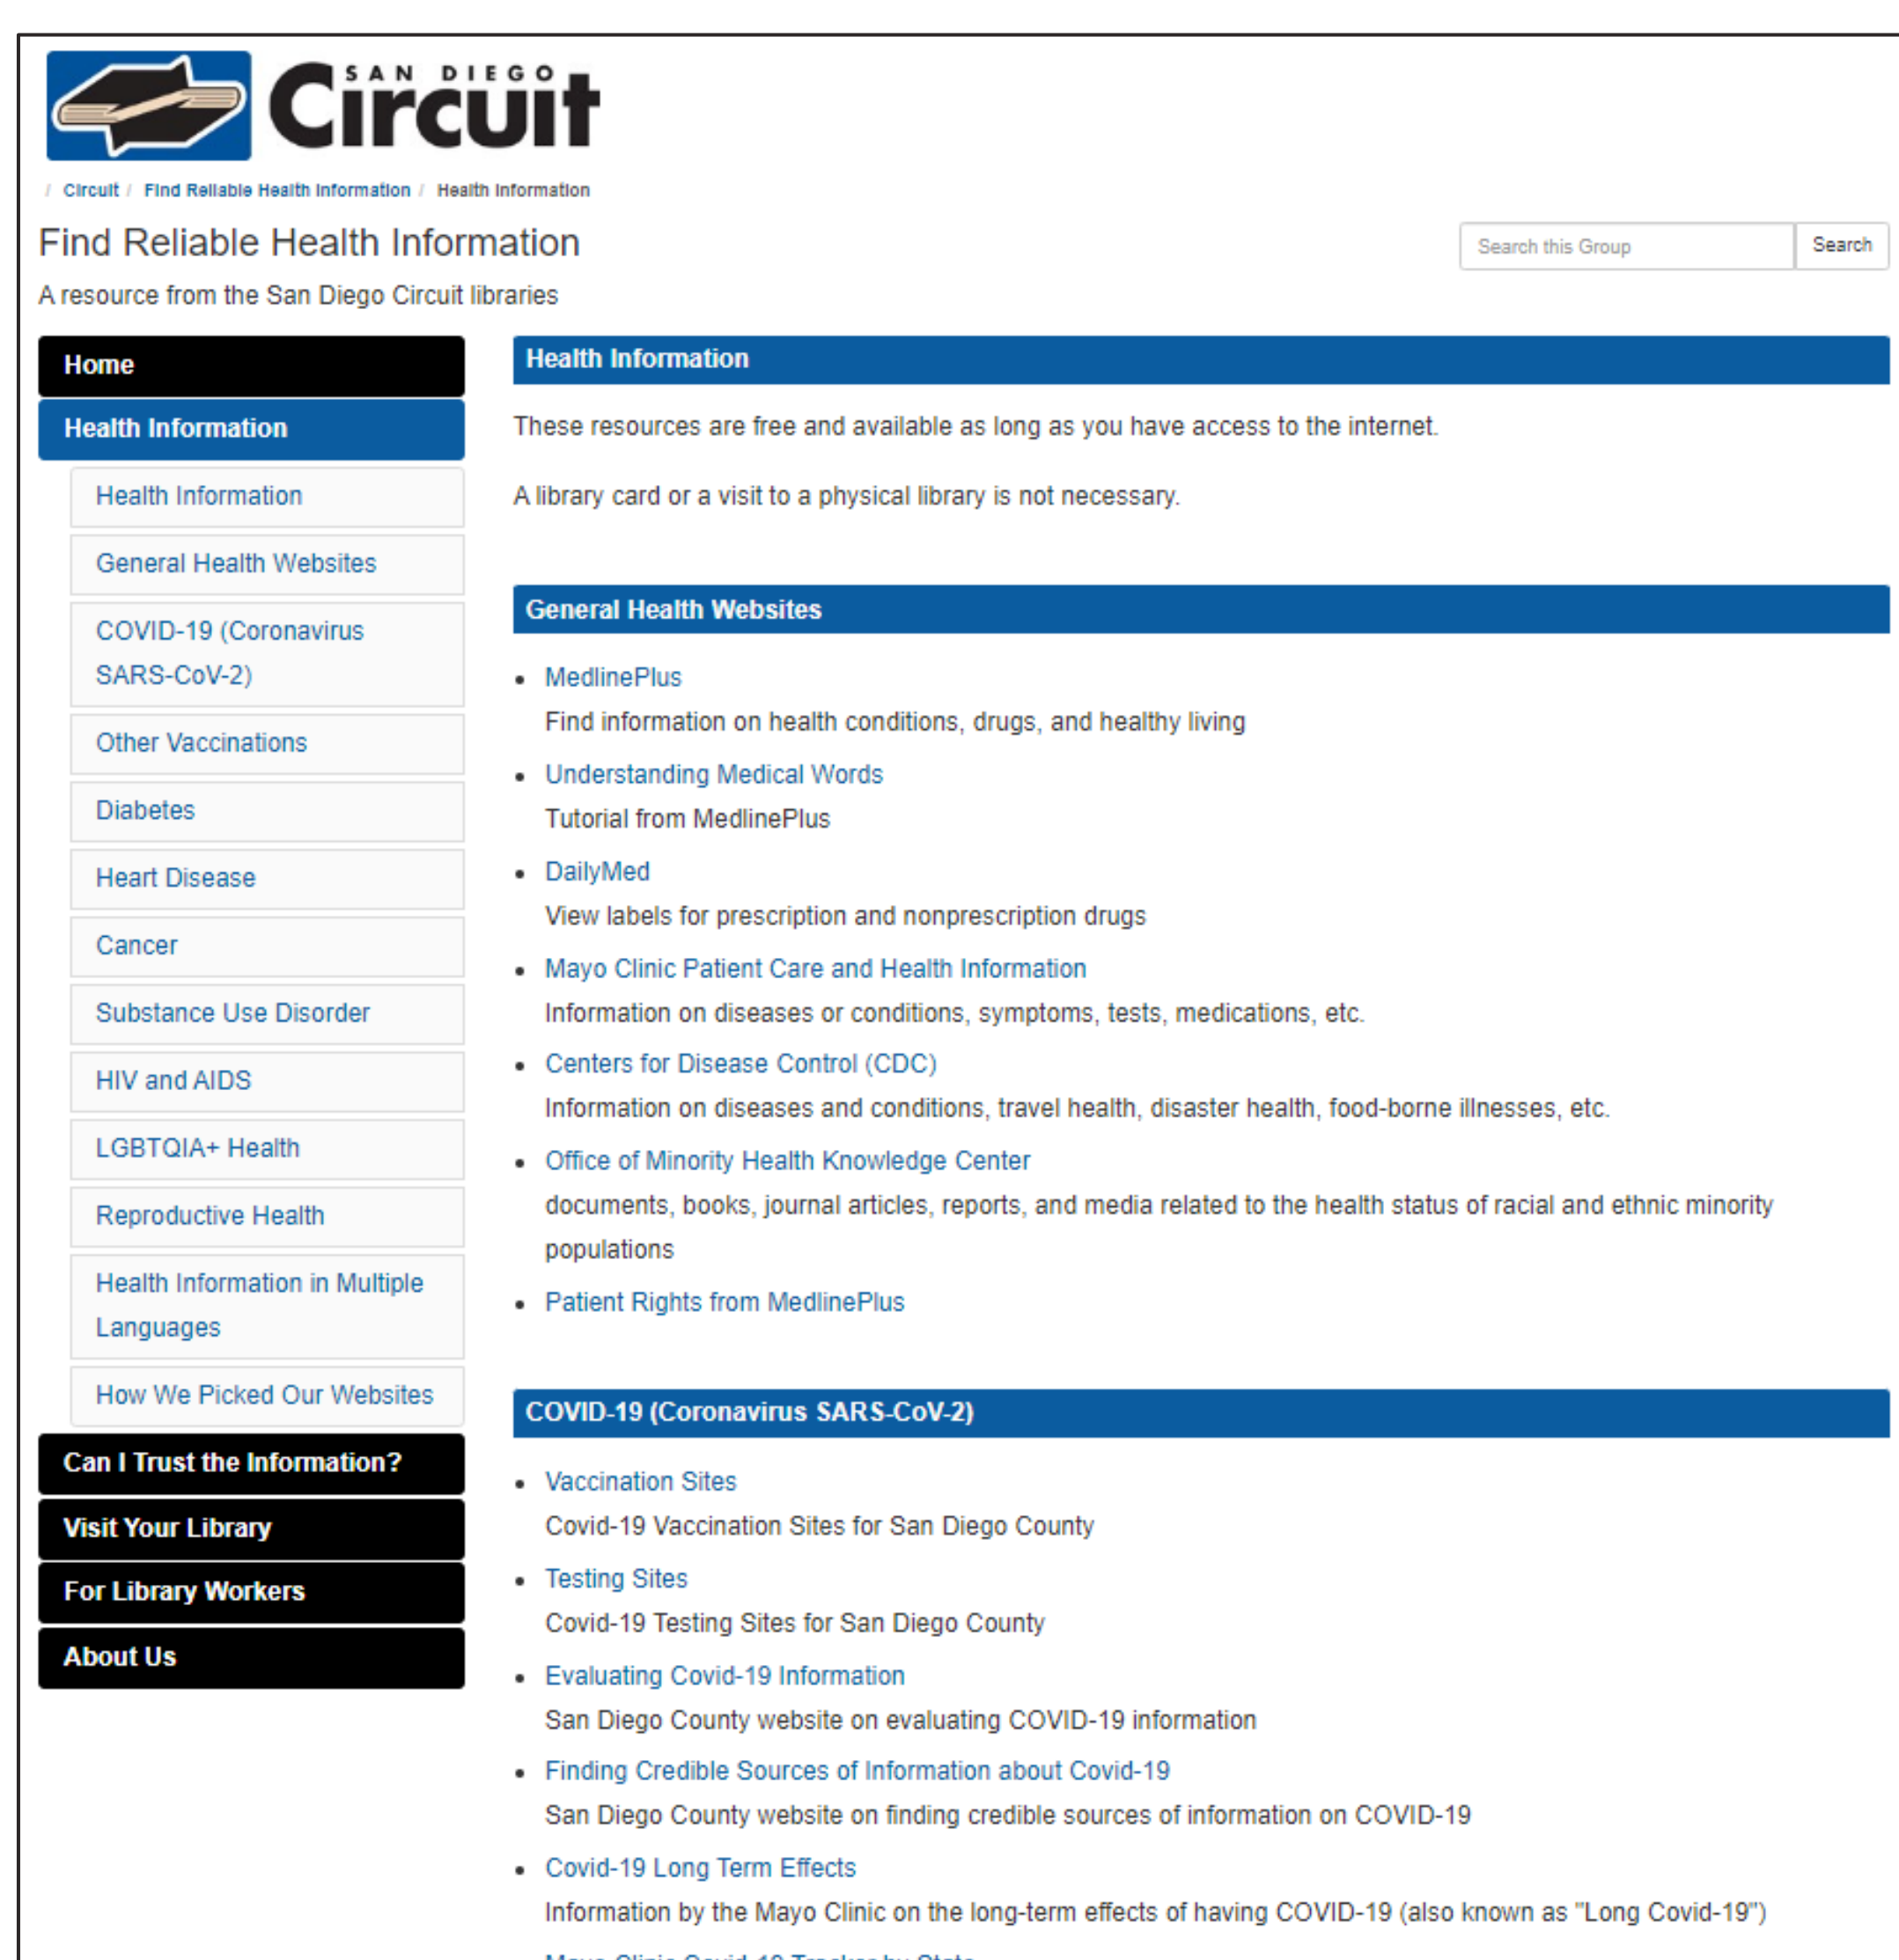 SAN DIEGO
Circuit
/ Circuit / Find Reliable Health Information / Health Information
Find Reliable Health Information
Search this Group
Search
A resource from the San Diego Circuit libraries
Home
Health Information
Health Information
General Health Websites
COVID-19 (Coronavirus
SARS-CoV-2)
Other Vaccinations
Diabetes
Heart Disease
Cancer
Substance Use Disorder
HIV and AIDS
LGBTQIA+ Health
Reproductive Health
Health Information in Multiple
Languages
How We Picked Our Websites
Can I Trust the Information?
Visit Your Library
For Library Workers
About Us
Health Information
These resources are free and available as long as you have access to the internet.
A library card or a visit to a physical library is not necessary.
General Health Websites
• MedlinePlus
Find information on health conditions, drugs, and healthy living
• Understanding Medical Words
Tutorial from MedlinePlus
• DailyMed
View labels for prescription and nonprescription drugs
• Mayo Clinic Patient Care and Health Information
Information on diseases or conditions, symptoms, tests, medications, etc.
• Centers for Disease Control (CDC)
Information on diseases and conditions, travel health, disaster health, food-borne illnesses, etc.
• Office of Minority Health Knowledge Center
documents, books, journal articles, reports, and media related to the health status of racial and ethnic minority
populations
• Patient Rights from MedlinePlus
COVID-19 (Coronavirus SARS-CoV-2)
• Vaccination Sites
Covid-19 Vaccination Sites for San Diego County
• Testing Sites
Covid-19 Testing Sites for San Diego County
• Evaluating Covid-19 Information
San Diego County website on evaluating COVID-19 information
• Finding Credible Sources of Information about Covid-19
San Diego County website on finding credible sources of information on COVID-19
• Covid-19 Long Term Effects
Information by the Mayo Clinic on the long-term effects of having COVID-19 (also known as "Long Covid-19")
Mayo Clinic Covid-19 Tracker by State